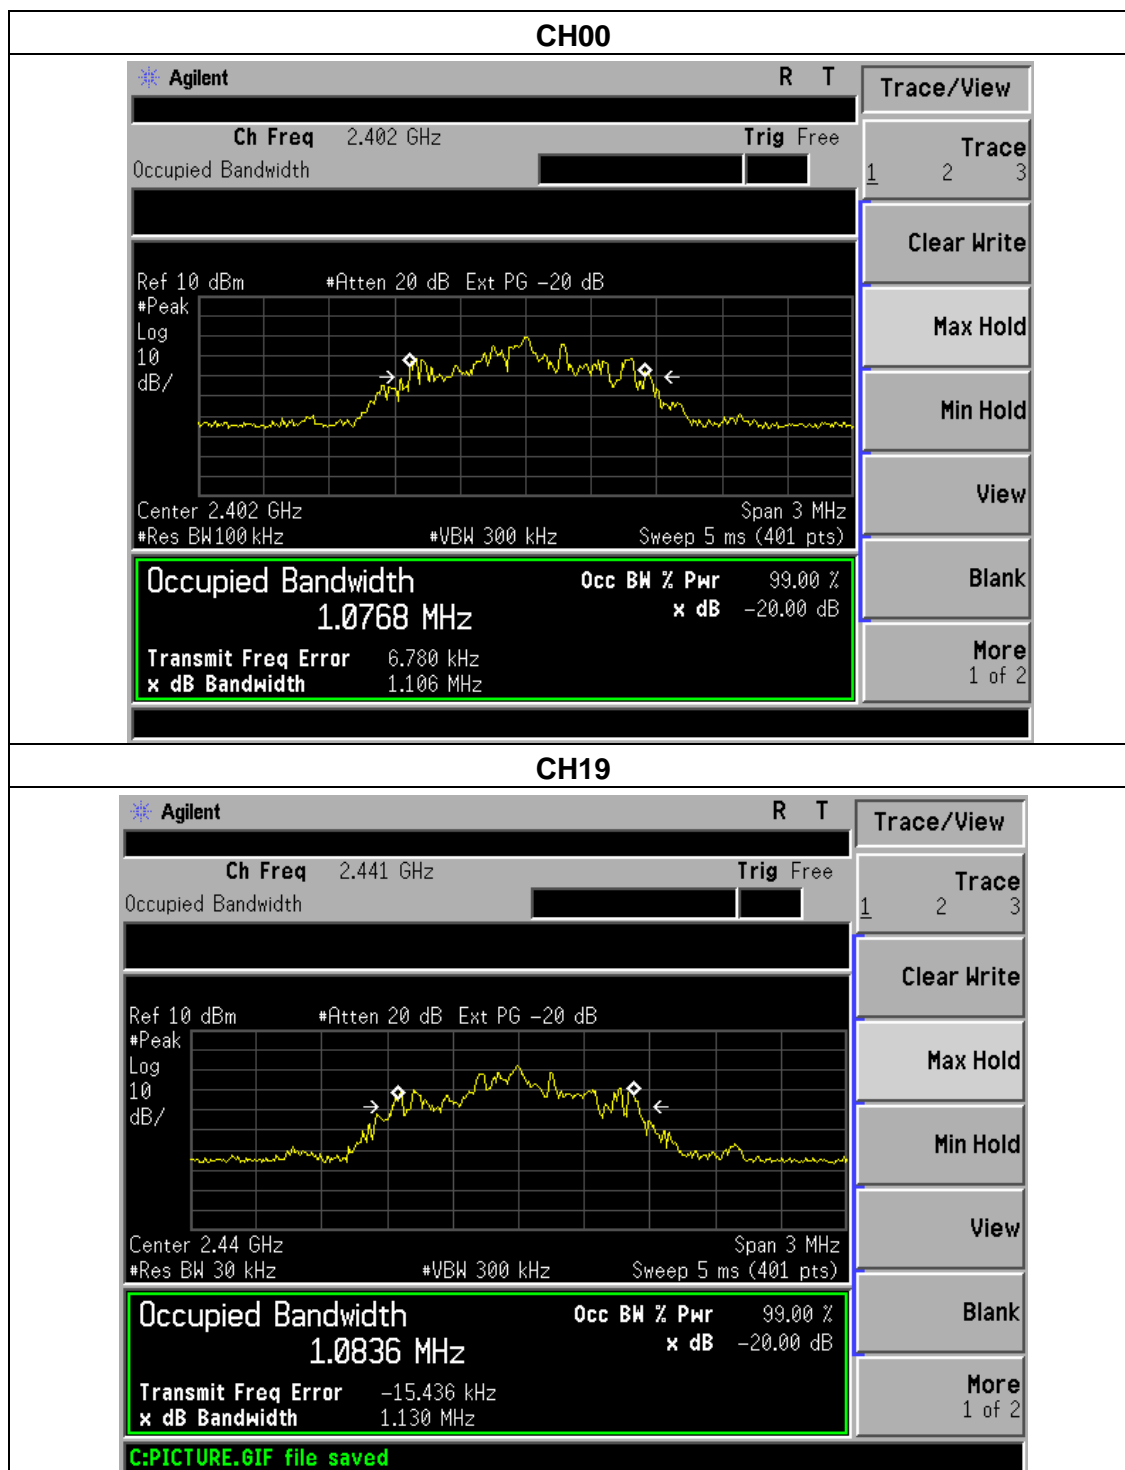 CH00
Agilent R T Trace/View
Ch Freq 2.402 GHz Trig Free
Occupied Bandwidth
Trace
1 2 3
Clear Write
Ref 10 dBm #Atten 20 dB Ext PG -20 dB
#Peak
Log
10
dB/
Max Hold
Min Hold
View
Center 2.402 GHz Span 3 MHz
#Res BW100 kHz #VBW 300 kHz Sweep 5 ms (401 pts)
Occupied Bandwidth Occ BW % Pwr 99.00 %
1.0768 MHz x dB -20.00 dB
Blank
Transmit Freq Error 6.780 kHz
x dB Bandwidth 1.106 MHz
More
1 of 2
CH19
Agilent R T Trace/View
Ch Freq 2.441 GHz Trig Free
Occupied Bandwidth
Trace
1 2 3
Clear Write
Ref 10 dBm #Atten 20 dB Ext PG -20 dB
#Peak
Log
10
dB/
Max Hold
Min Hold
View
Center 2.44 GHz Span 3 MHz
#Res BW 30 kHz #VBW 300 kHz Sweep 5 ms (401 pts)
Occupied Bandwidth Occ BW % Pwr 99.00 %
1.0836 MHz x dB -20.00 dB
Blank
Transmit Freq Error -15.436 kHz
x dB Bandwidth 1.130 MHz
More
1 of 2
C:PICTURE.GIF file saved